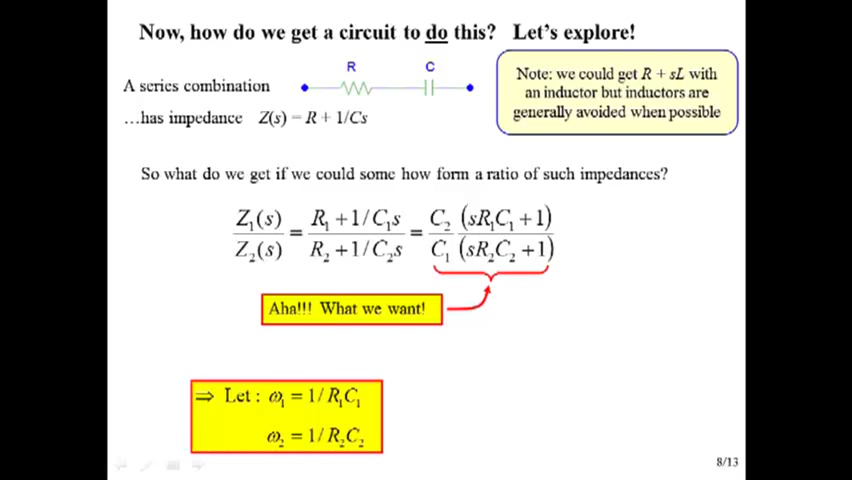 Now, how do we get a circuit to do this? Let's explore!
R C
A series combination
…has impedance Z(s) = R + 1/Cs
Note: we could get R + sL with
an inductor but inductors are
generally avoided when possible
So what do we get if we could some how form a ratio of such impedances?
Z₁(s)/Z₂(s) = (R₁ + 1/C₁s)/(R₂ + 1/C₂s) = C₂/C₁ (sR₁C₁ + 1)/(sR₂C₂ + 1)
Aha!!! What we want!
⇒ Let : ω₁ = 1/R₁C₁
ω₂ = 1/R₂C₂
8/13